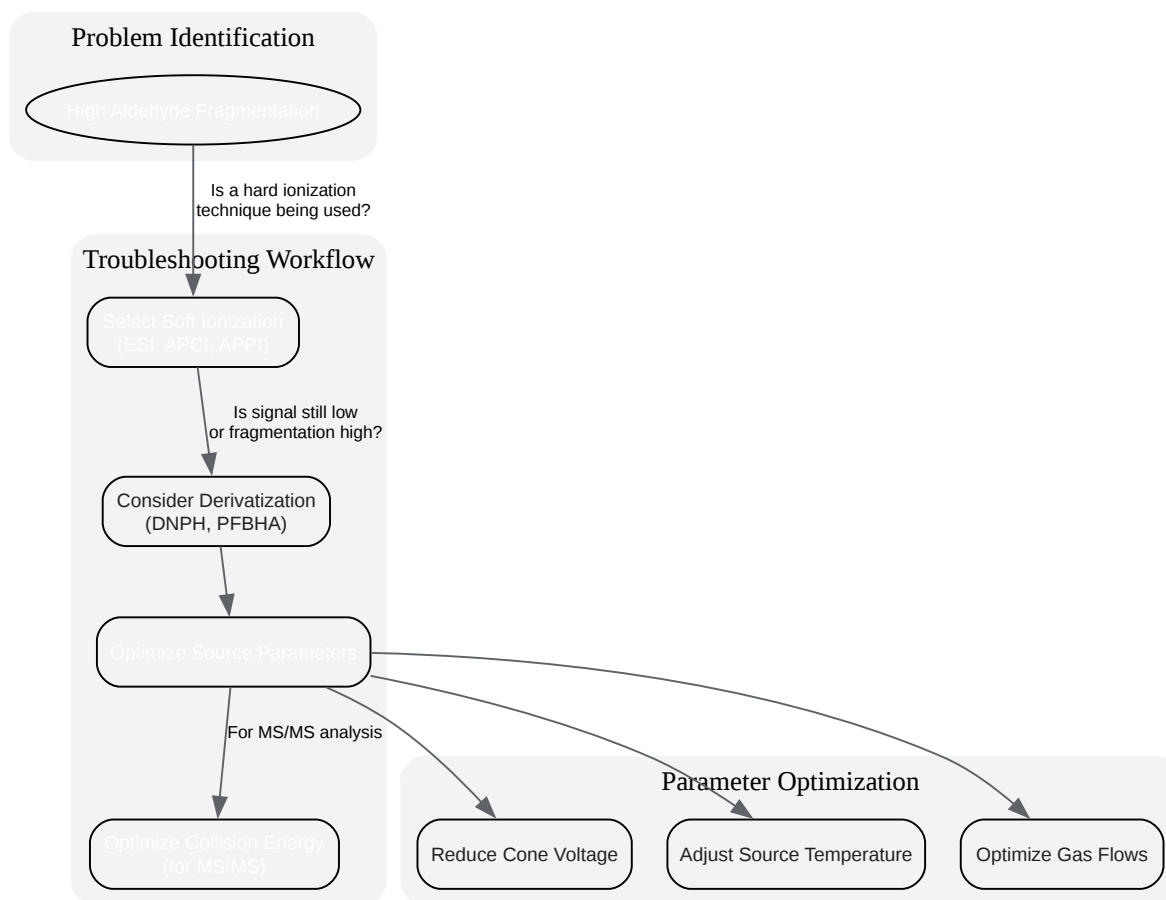 Problem Identification
High Aldehyde Fragmentation
Is a hard ionization
technique being used?
Troubleshooting Workflow
Select Soft Ionization
(ESI, APCI, APPI)
Is signal still low
or fragmentation high?
Consider Derivatization
(DNPH, PFBHA)
Optimize Source Parameters
For MS/MS analysis
Optimize Collision Energy
(for MS/MS)
Parameter Optimization
Reduce Cone Voltage
Adjust Source Temperature
Optimize Gas Flows